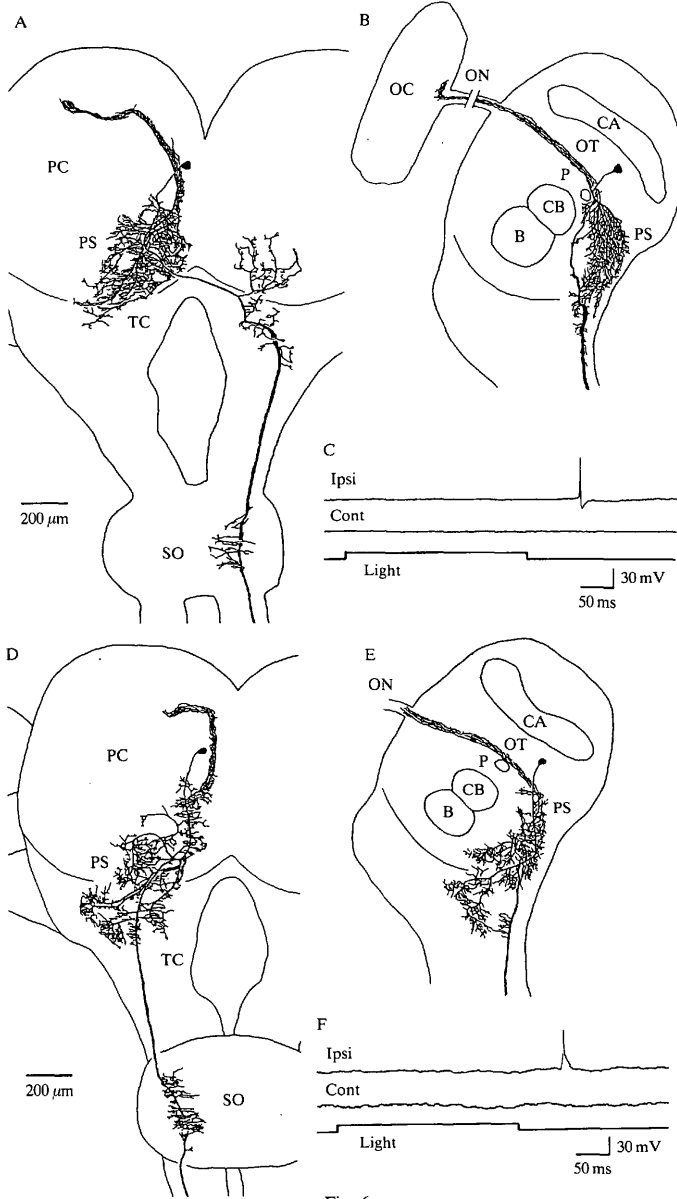 A
PC
PS
TC
200 μm
SO
B
OC
ON
CA
OT
P
CB
B
PS
C
Ipsi
Cont
Light
30 mV
50 ms
D
PC
PS
TC
200 μm
SO
E
ON
CA
OT
P
CB
B
PS
F
Ipsi
Cont
Light
30 mV
50 ms